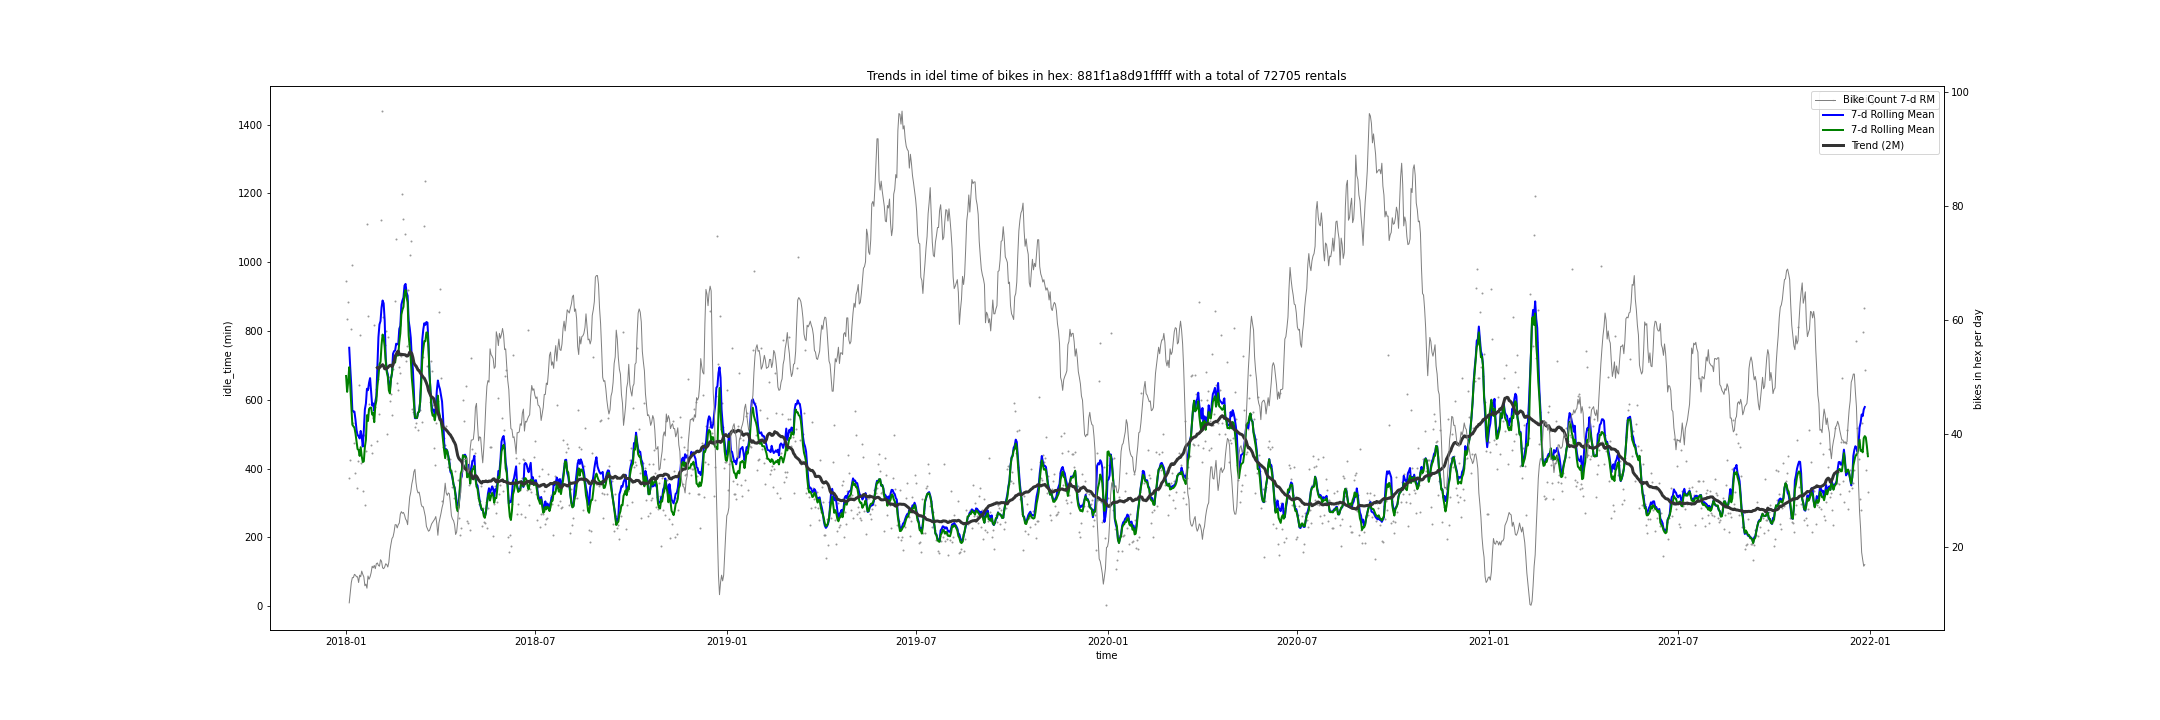 Trends in idel time of bikes in hex: 881f1a8d91fffff with a total of 72705 rentals
Bike Count 7-d RM
7-d Rolling Mean
7-d Rolling Mean
Trend (2M)
idle_time (min)
1400
1200
1000
800
600
400
200
0
100
80
60
40
20
bikes in hex per day
2018-01
2018-07
2019-01
2019-07
2020-01
2020-07
2021-01
2021-07
2022-01
time